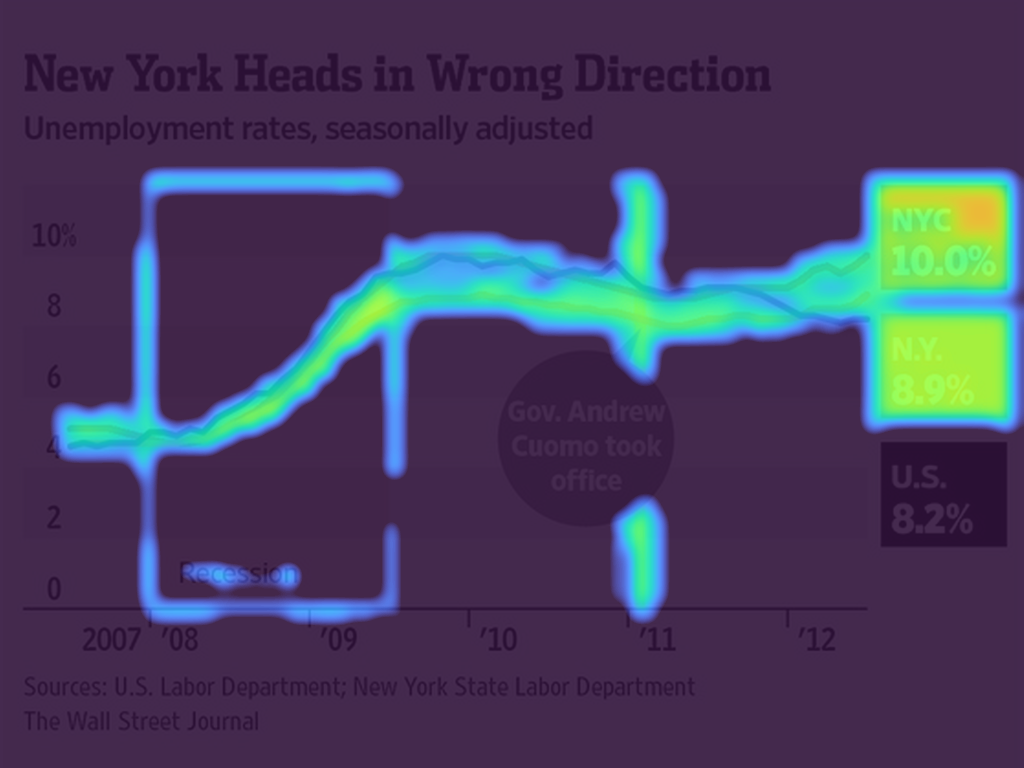 New York Heads in Wrong Direction
Unemployment rates, seasonally adjusted
10%
8
6
4
2
0
NYC
10.0%
N.Y.
8.9%
U.S.
8.2%
Gov. Andrew
Cuomo took
office
Recession
2007 ’08 ’09 ’10 ’11 ’12
Sources: U.S. Labor Department; New York State Labor Department
The Wall Street Journal